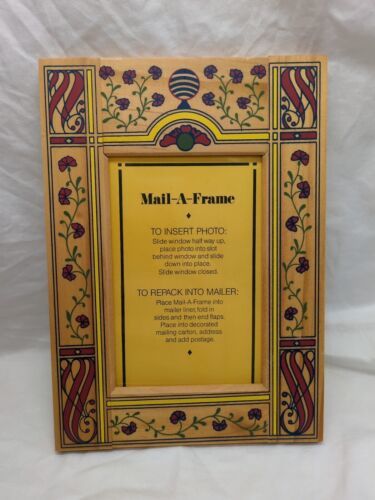 Mail-A-Frame
TO INSERT PHOTO:
Slide window half way up,
place photo into slot
behind window and slide
down into place.
Slide window closed.
TO REPACK INTO MAILER:
Place Mail-A-Frame into
mailer liner, fold in
sides and then end flaps.
Place into decorated
mailing carton, address
and add postage.